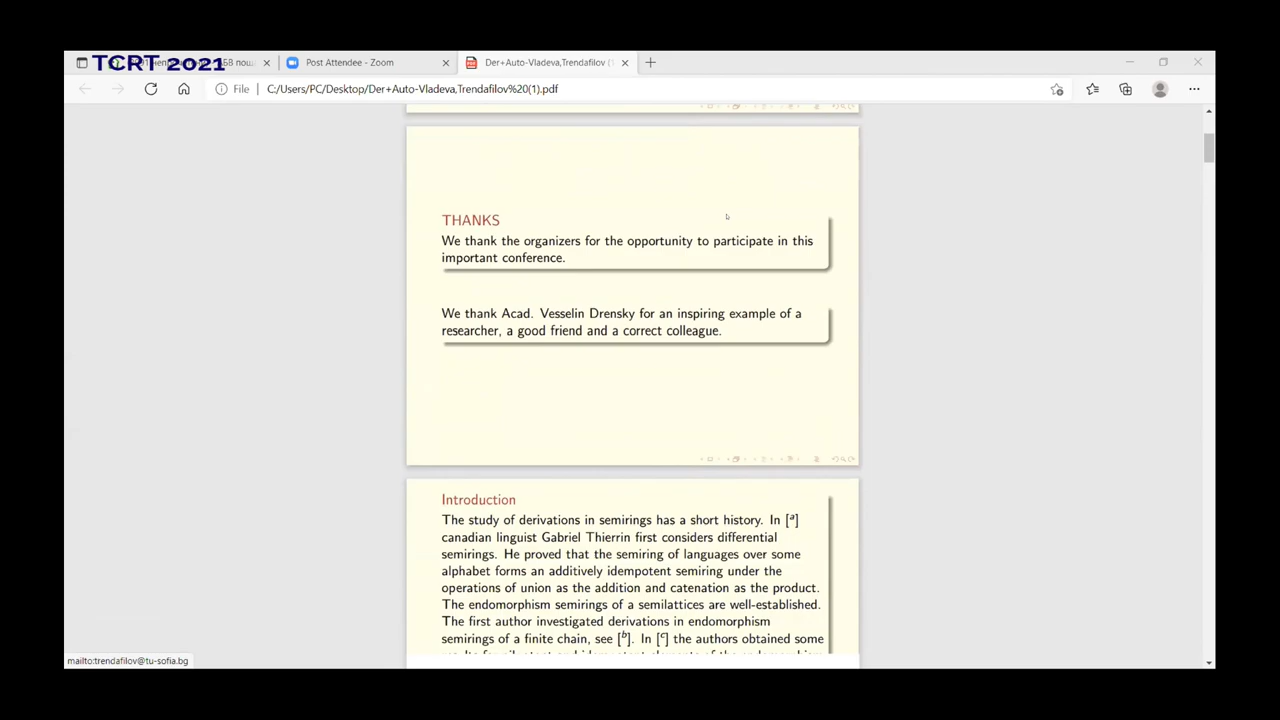 TCRT 2021
Post Attendee - Zoom
Der+Auto-Vladeva,Trendafilov (
File
C:/Users/PC/Desktop/Der+Auto-Vladeva,Trendafilov%20(1).pdf
THANKS
We thank the organizers for the opportunity to participate in this
important conference.
We thank Acad. Vesselin Drensky for an inspiring example of a
researcher, a good friend and a correct colleague.
Introduction
The study of derivations in semirings has a short history. In [a]
canadian linguist Gabriel Thierrin first considers differential
semirings. He proved that the semiring of languages over some
alphabet forms an additively idempotent semiring under the
operations of union as the addition and catenation as the product.
The endomorphism semirings of a semilattices are well-established.
The first author investigated derivations in endomorphism
semirings of a finite chain, see [b]. In [c] the authors obtained some
mailto:trendafilov@tu-sofia.bg